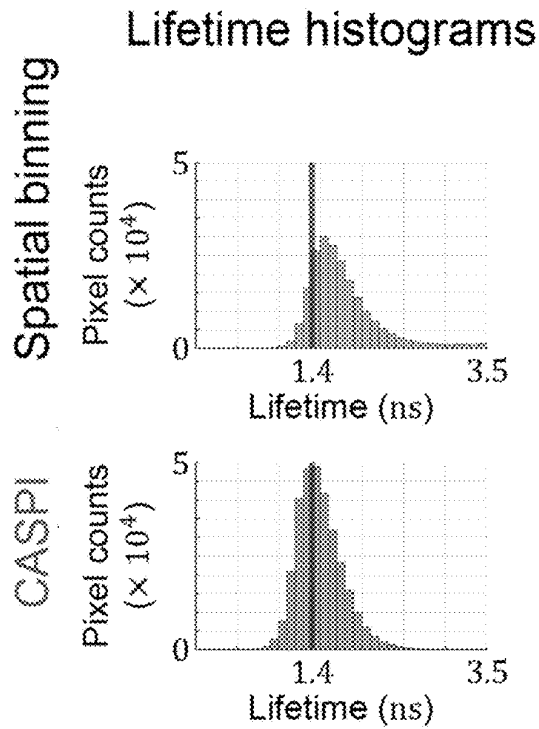 Lifetime histograms
Spatial binning
Pixel counts
(× 10⁴)
5
0
1.4
3.5
Lifetime (ns)
CASPI
Pixel counts
(× 10⁴)
5
0
1.4
3.5
Lifetime (ns)